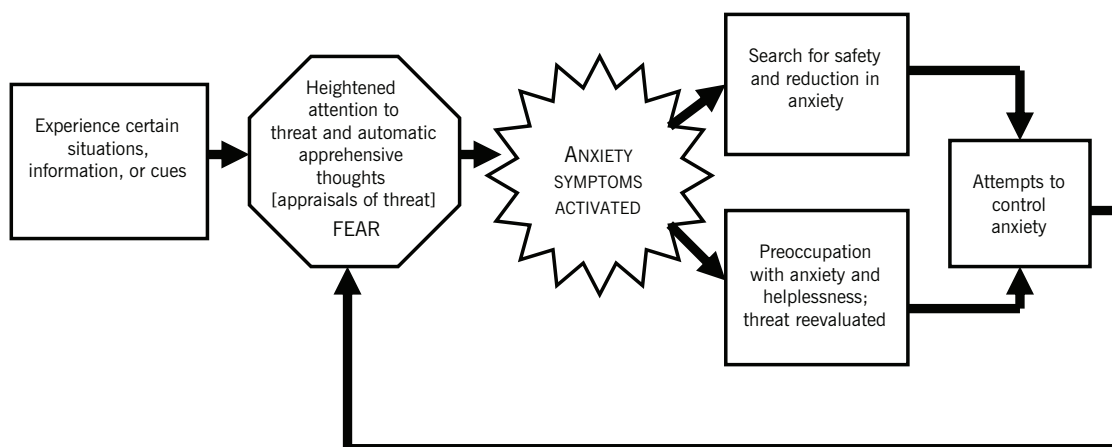 Experience certain
situations,
information, or cues
Heightened
attention to
threat and automatic
apprehensive
thoughts
[appraisals of threat]
FEAR
ANXIETY
SYMPTOMS
ACTIVATED
Search for safety
and reduction in
anxiety
Preoccupation
with anxiety and
helplessness;
threat reevaluated
Attempts to
control
anxiety